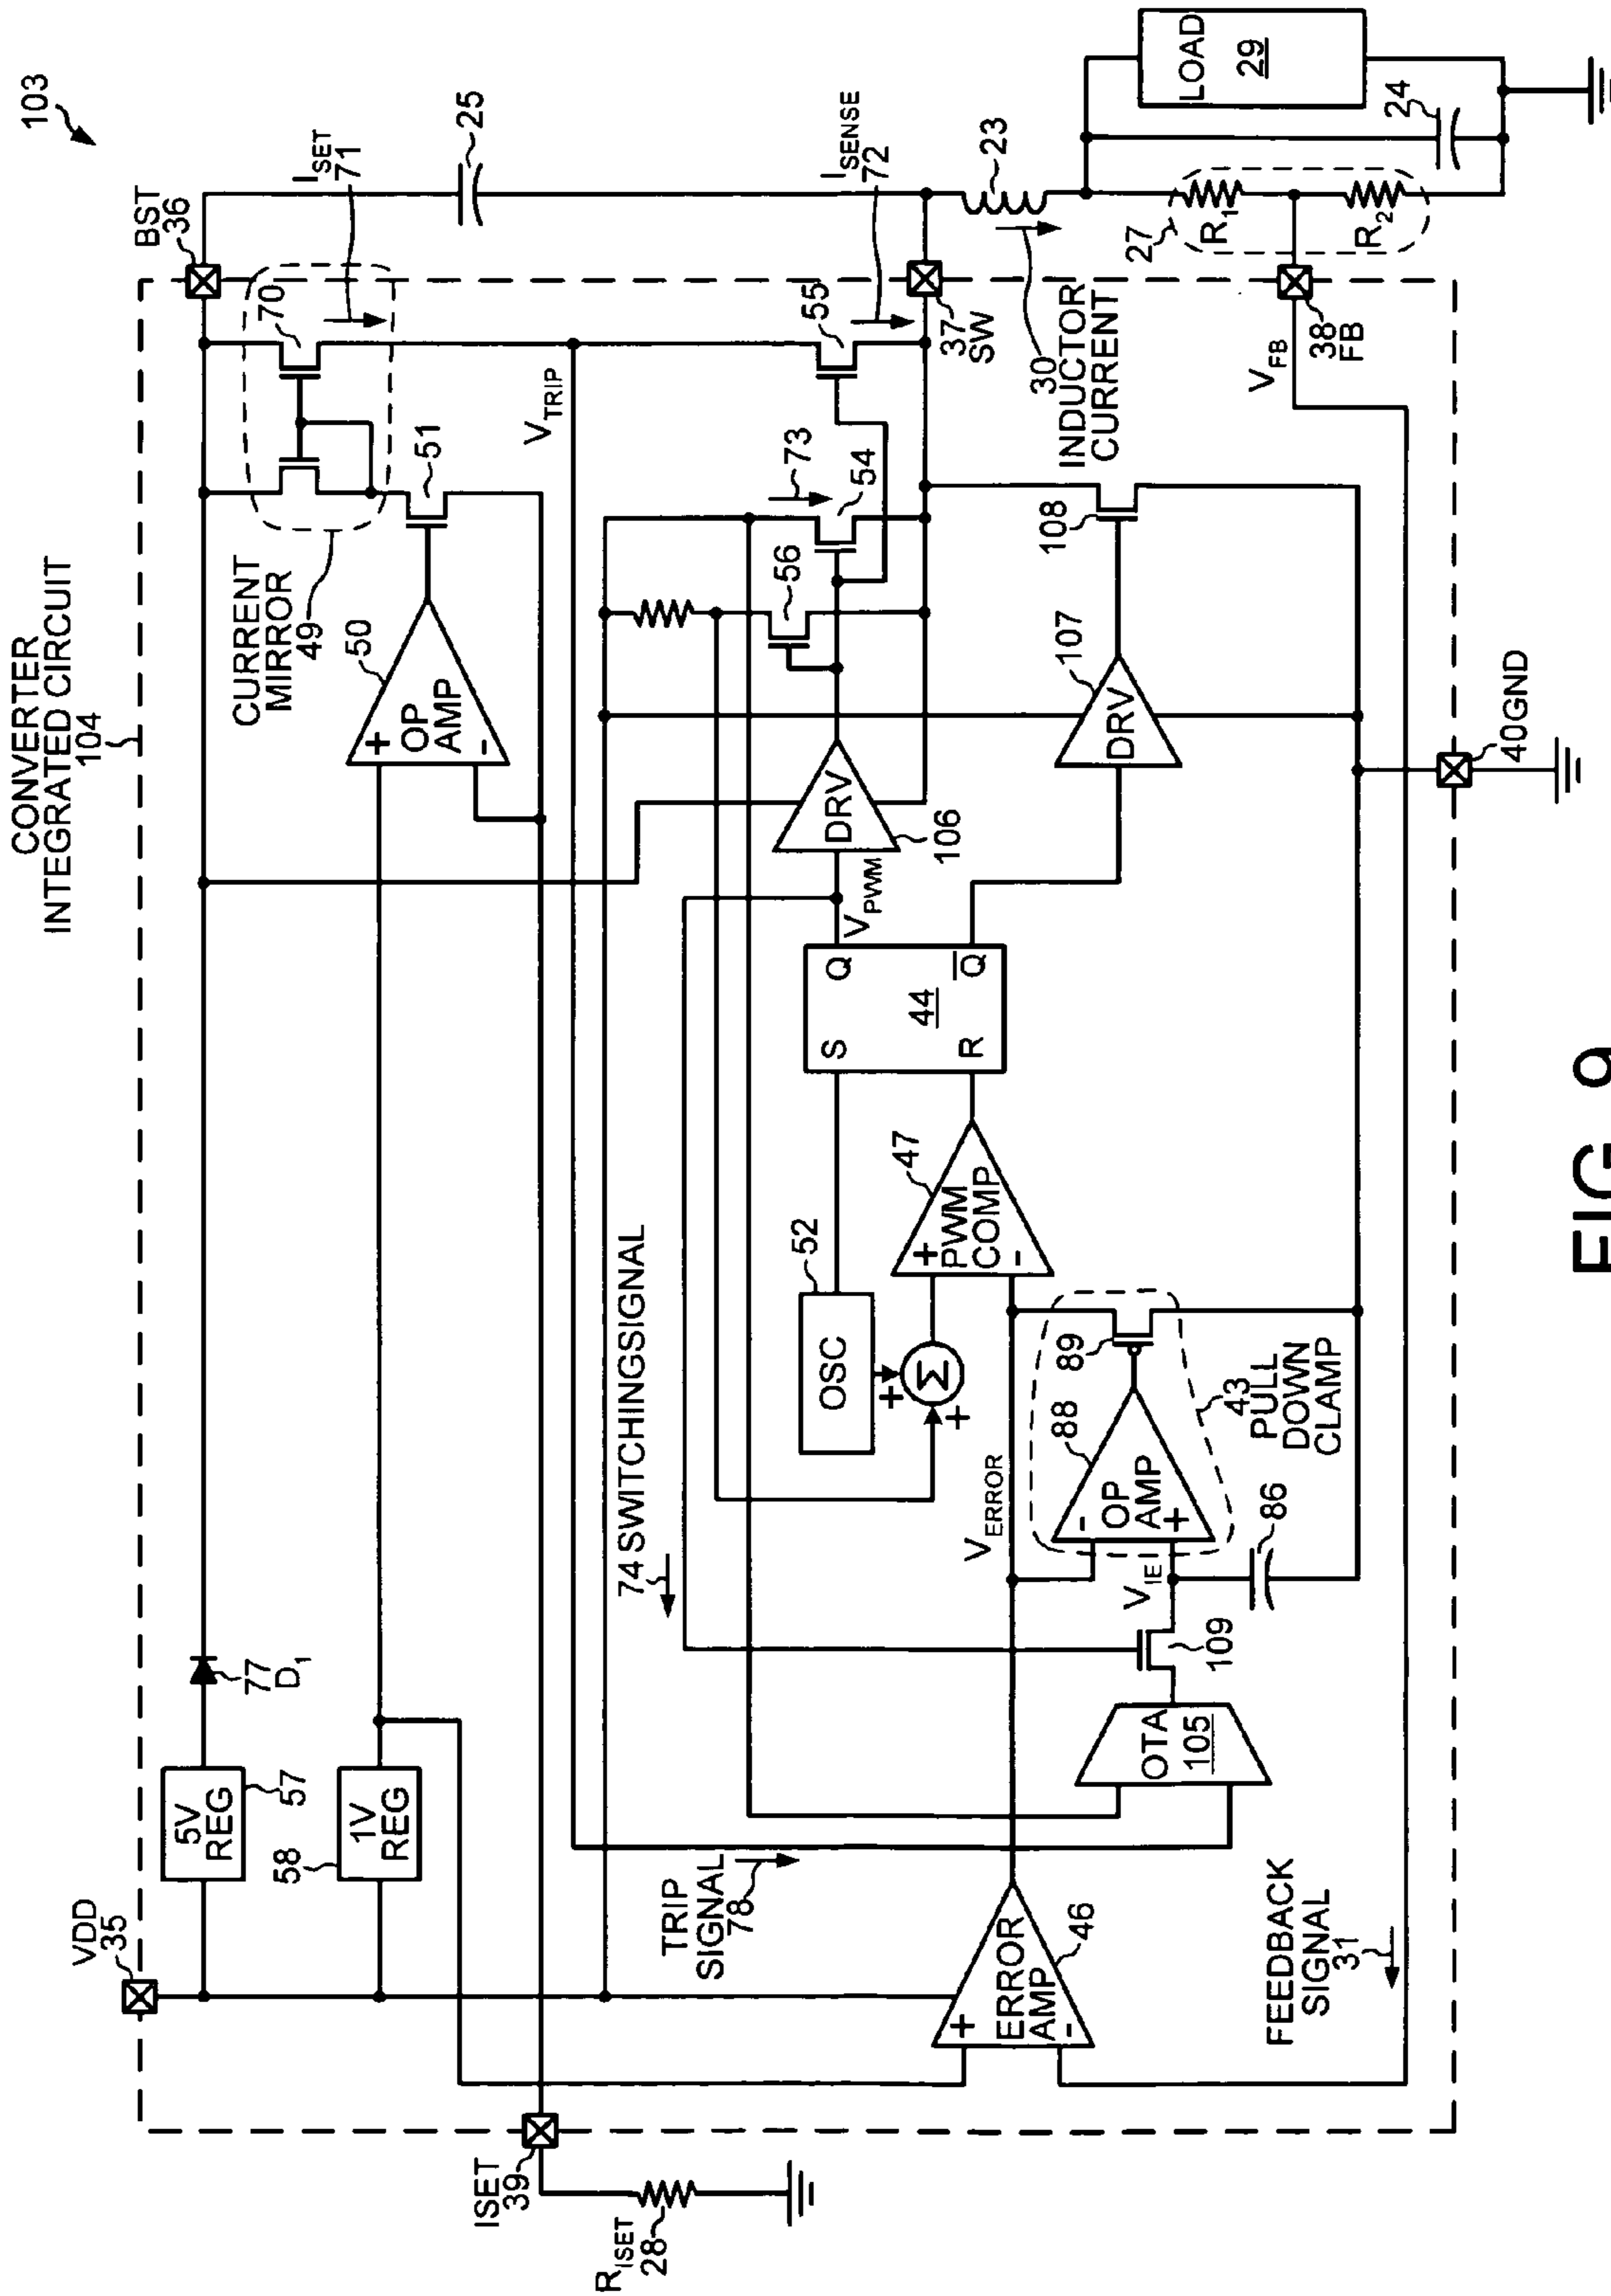 103
CONVERTER
INTEGRATED CIRCUIT
104
VDD
35
5V
REG
57
77
D1
BST
36
ISET
71
25
70
CURRENT
MIRROR
49
51
50
+
OP
AMP
-
58
1V
REG
ISET
39
RISET
28
VTRIP
ISENSE
72
55
37
SW
23
30
INDUCTOR
CURRENT
LOAD
29
24
27
R1
R2
38
FB
VFB
74 SWITCHINGSIGNAL
73
54
56
DRV
106
VPWM
107
DRV
108
S
Q
44
R
Q
52
OSC
+
Σ
+
47
+
PWM
COMP
-
TRIP
SIGNAL
78
VERROR
+
ERROR
AMP
-
46
OTA
105
109
VIE
86
88
-
OP
AMP
+
89
43
PULL
DOWN
CLAMP
FEEDBACK
SIGNAL
31
40GND
FIG. 9